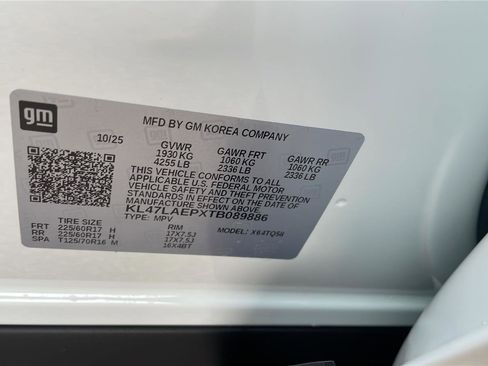 gm
MFD BY GM KOREA COMPANY
10/25
GVWR GAWR FRT GAWR RR
1930 KG 1060 KG 1060 KG
4255 LB 2336 LB 2336 LB
THIS VEHICLE CONFORMS TO ALL
APPLICABLE U.S. FEDERAL MOTOR
VEHICLE SAFETY STANDARDS IN
EFFECT ON THE DATE OF
MANUFACTURE SHOWN ABOVE.
KL47LAEPXTB089886
TYPE: MPV MODEL: X64TQ58
TIRE SIZE RIM
FRT 225/60R17 H 17X7.5J
RR 225/60R17 H 17X7.5J
SPA T125/70R16 M 16X4BT